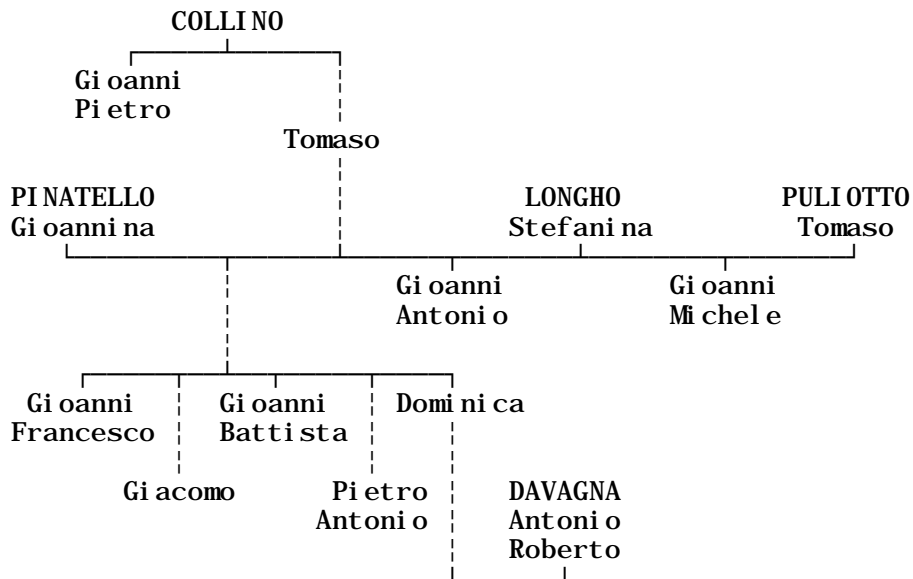 COLLINO
Gioanni
Pietro
Tomaso
PINATELLO LONGHO PULIOTTO
Gioannina Stefanina Tomaso
Gioanni Gioanni
Antonio Michele
Gioanni Gioanni Dominica
Francesco Battista
Giacomo Pietro DAVAGNA
Antonio Antonio
Roberto